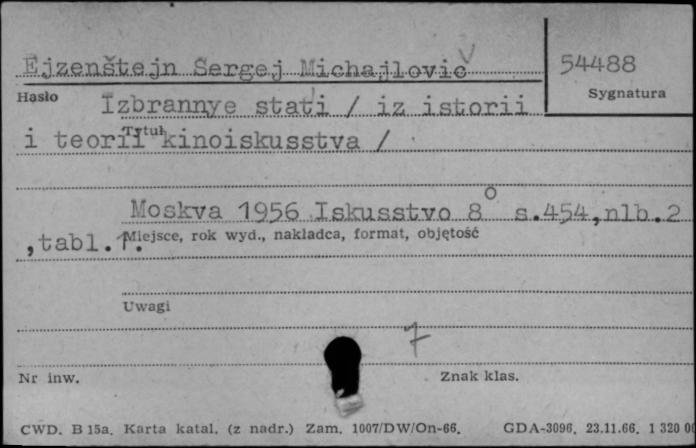 Ejzenštejn Sergej Michajlovič
54488
Hasło
Sygnatura
Izbrannye stati / iz istorii
i teorii kinoiskusstva /
Tytuł
Moskva 1956 Iskusstvo 8° s.454,nlb.2
,tabl.1.
Miejsce, rok wyd., nakładca, format, objętość
Uwagi
7
Nr inw.
Znak klas.
CWD. B 15a. Karta katal. (z nadr.) Zam. 1007/DW/On-66. GDA-3096. 23.11.66. 1 320